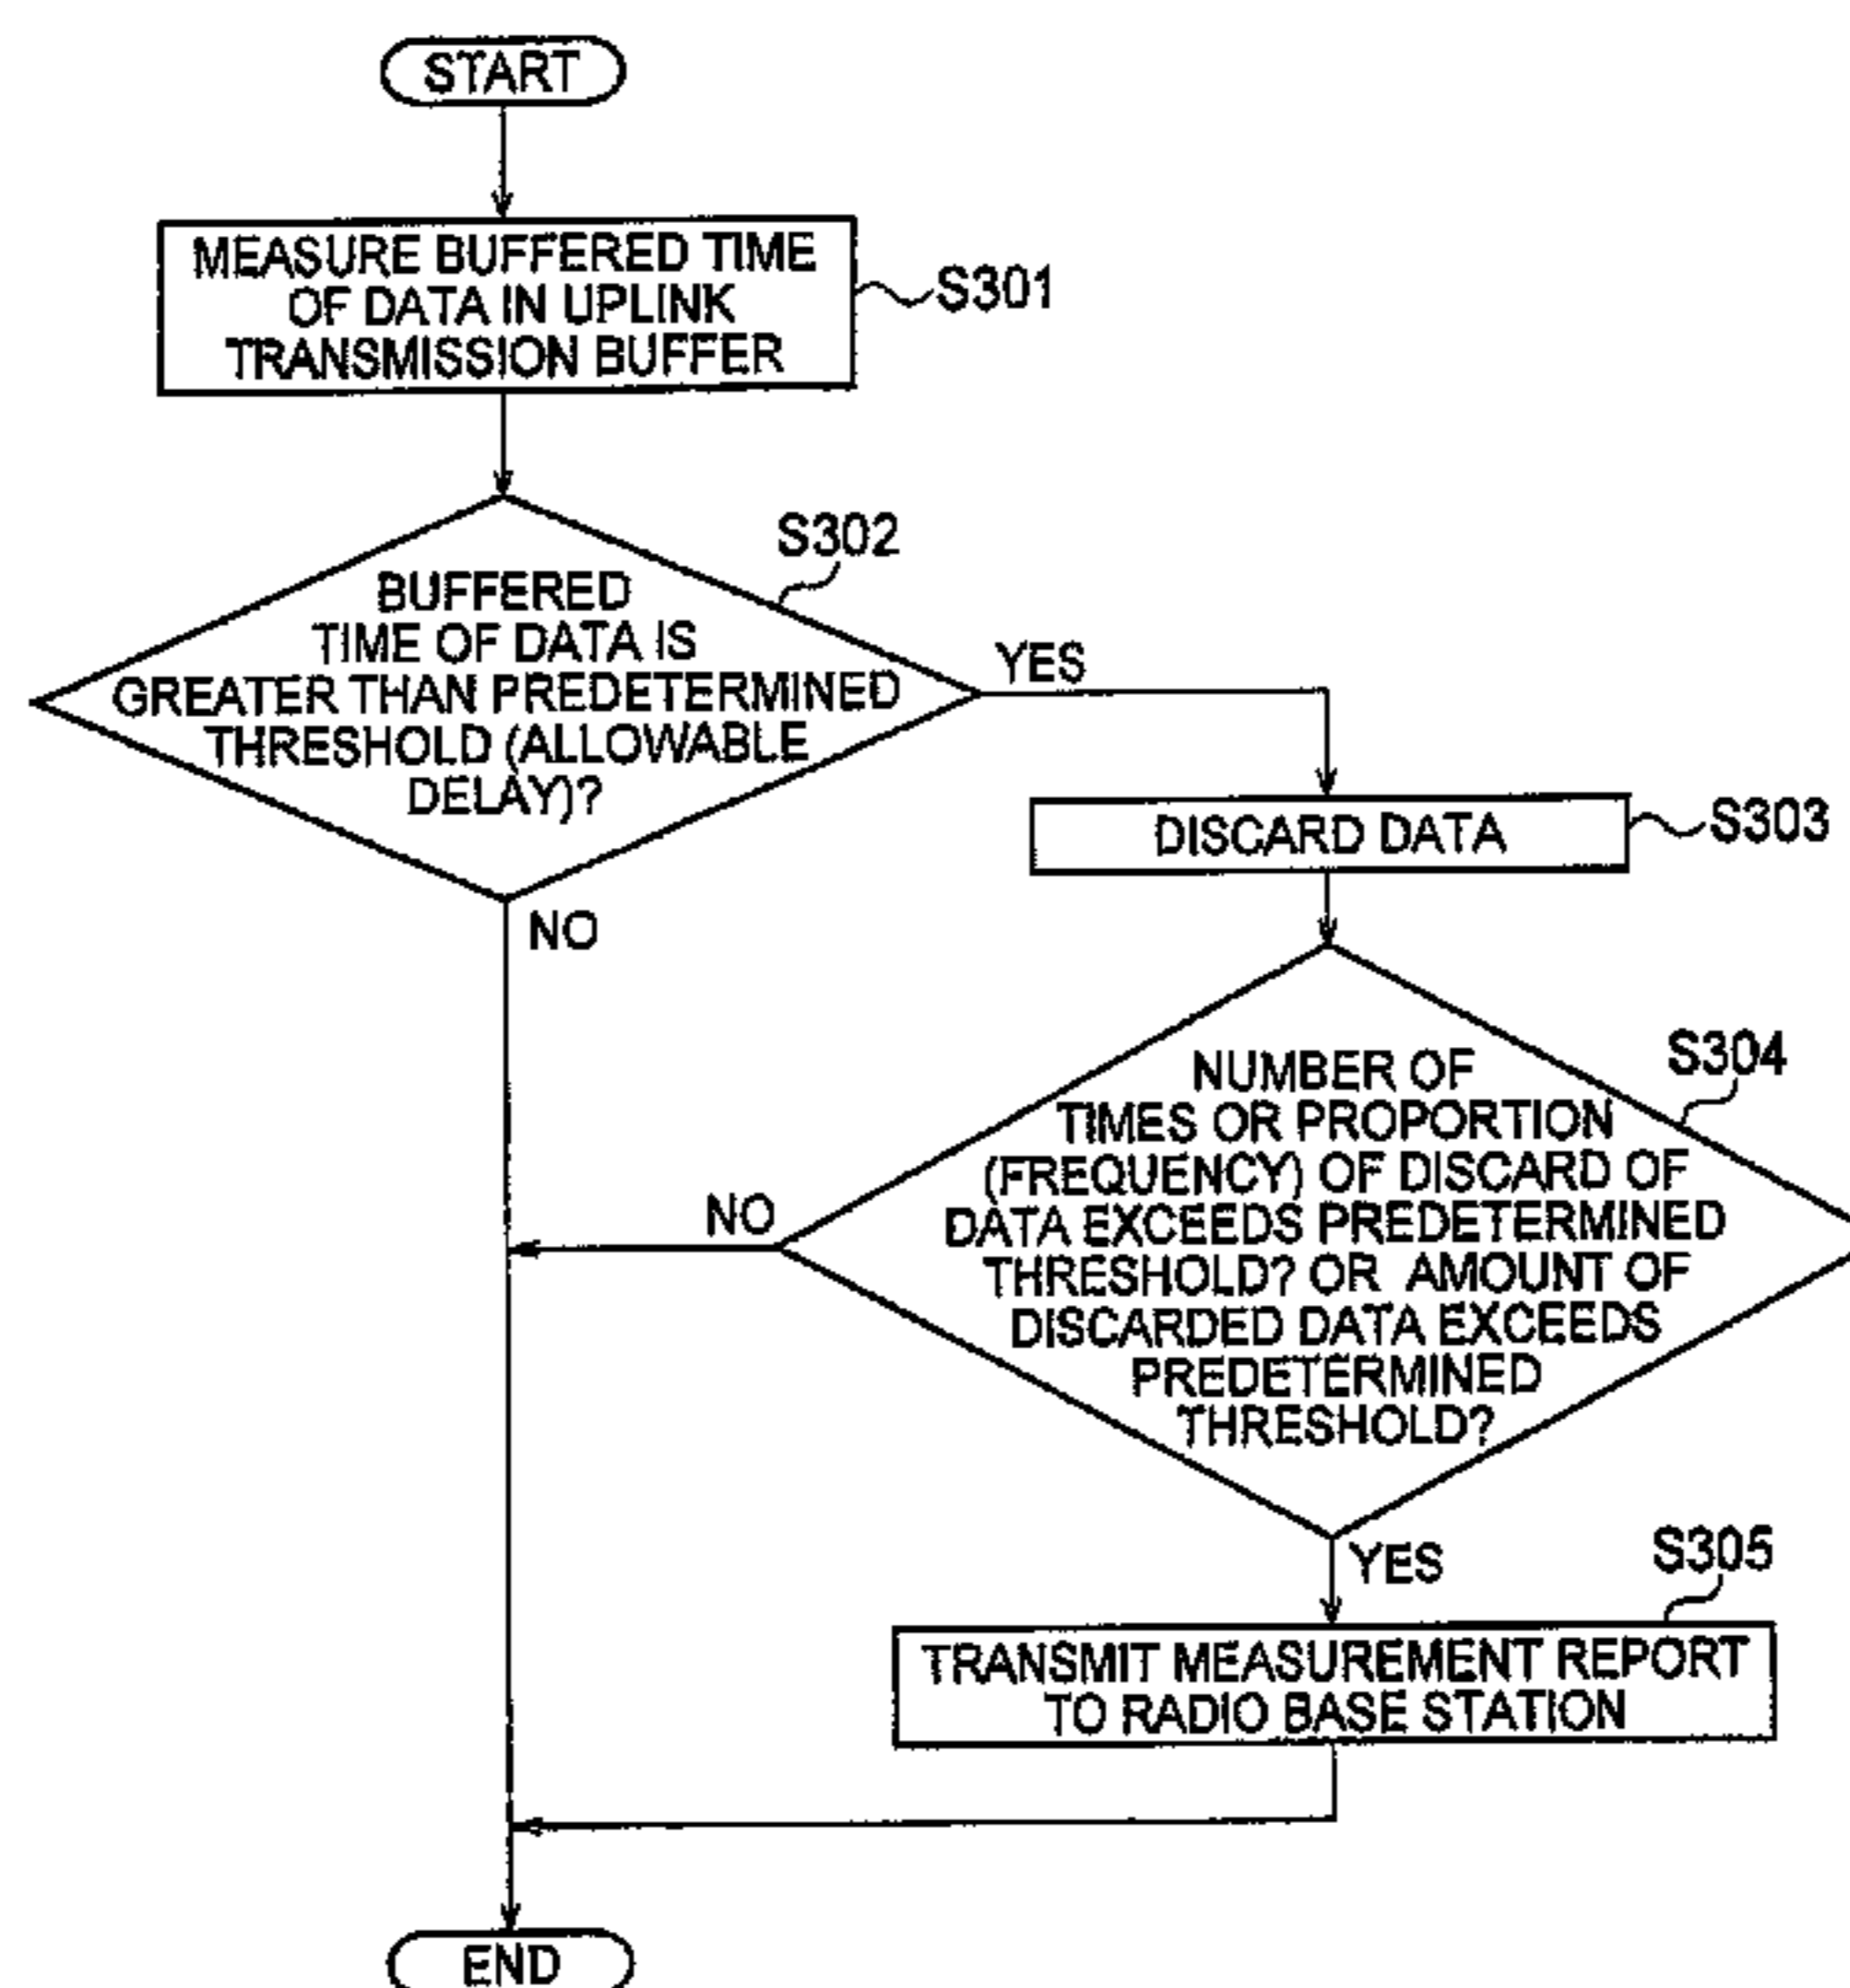 START
MEASURE BUFFERED TIME
OF DATA IN UPLINK
TRANSMISSION BUFFER
S301
S302
BUFFERED
TIME OF DATA IS
GREATER THAN PREDETERMINED
THRESHOLD (ALLOWABLE
DELAY)?
YES
NO
DISCARD DATA
S303
S304
NUMBER OF
TIMES OR PROPORTION
(FREQUENCY) OF DISCARD OF
DATA EXCEEDS PREDETERMINED
THRESHOLD? OR AMOUNT OF
DISCARDED DATA EXCEEDS
PREDETERMINED
THRESHOLD?
NO
YES
S305
TRANSMIT MEASUREMENT REPORT
TO RADIO BASE STATION
END